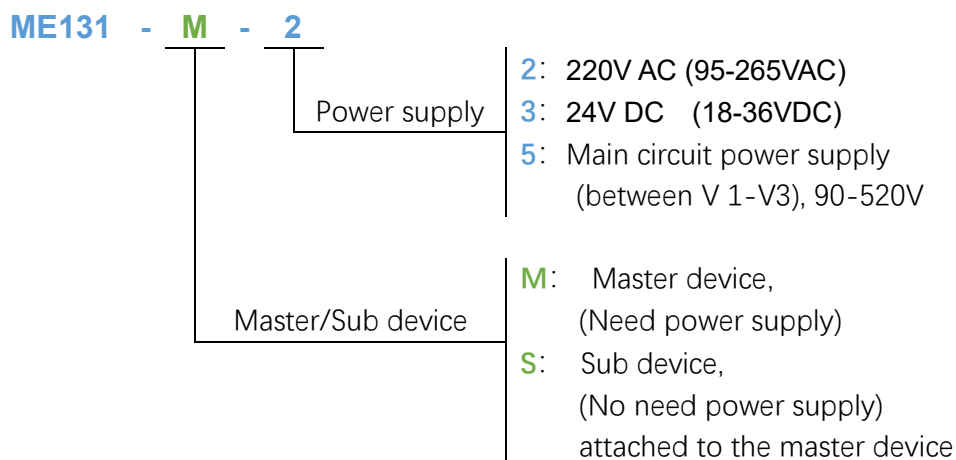 ME131 - M - 2
2: 220V AC (95-265VAC)
Power supply
3: 24V DC (18-36VDC)
5: Main circuit power supply
(between V 1-V3), 90-520V
M: Master device,
Master/Sub device
(Need power supply)
S: Sub device,
(No need power supply)
attached to the master device